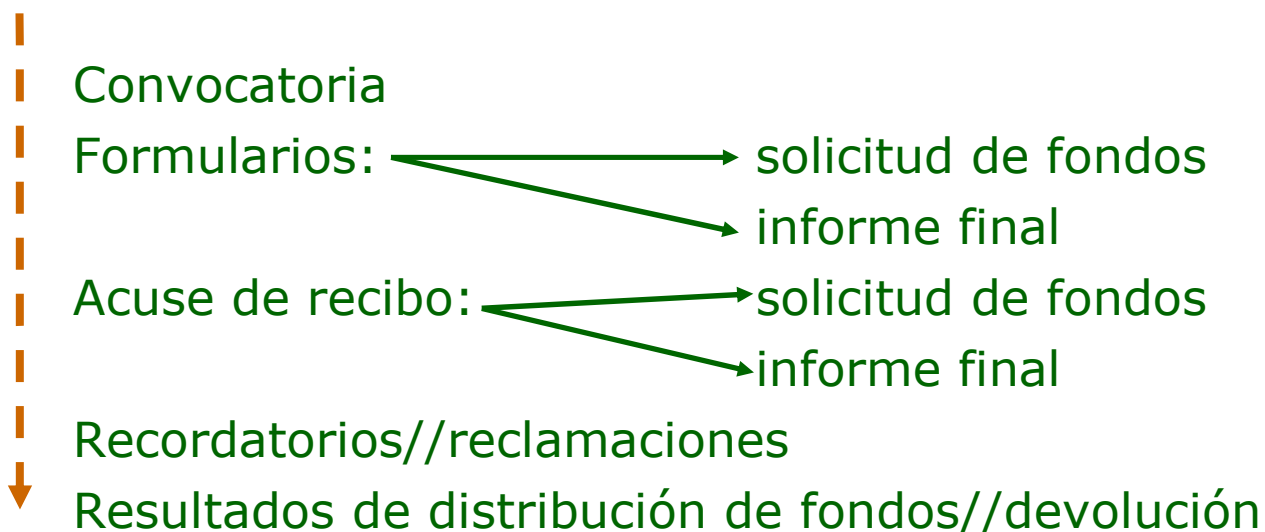 Convocatoria
Formularios: solicitud de fondos
informe final
Acuse de recibo: solicitud de fondos
informe final
Recordatorios//reclamaciones
Resultados de distribución de fondos//devolución